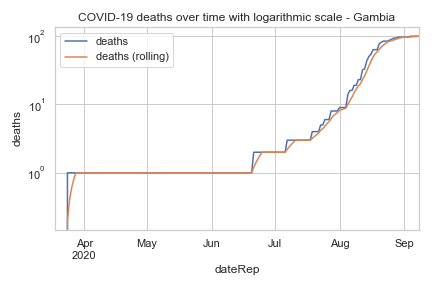 COVID-19 deaths over time with logarithmic scale - Gambia
deaths
deaths (rolling)
10²
10¹
10⁰
deaths
Apr
2020
May
Jun
Jul
Aug
Sep
dateRep